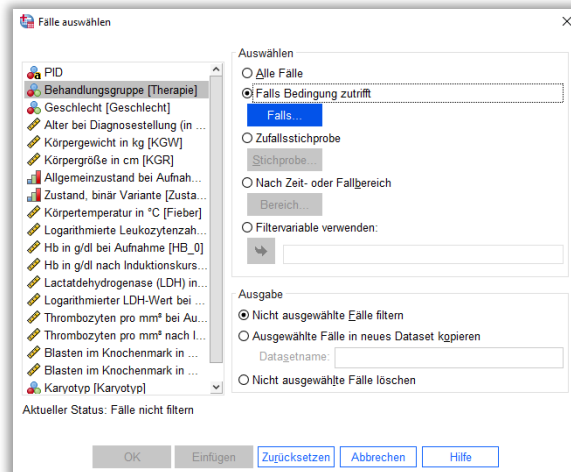 Fälle auswählen
PID
Behandlungsgruppe [Therapie]
Geschlecht [Geschlecht]
Alter bei Diagnosestellung (in ...
Körpergewicht in kg [KGW]
Körpergröße in cm [KGR]
Allgemeinzustand bei Aufnah...
Zustand, binär Variante [Zusta...
Körpertemperatur in °C [Fieber]
Logarithmierte Leukozytenzah...
Hb in g/dl bei Aufnahme [HB_0]
Hb in g/dl nach Induktionskurs...
Lactatdehydrogenase (LDH) in...
Logarithmierter LDH-Wert bei ...
Thrombozyten pro mm³ bei Au...
Thrombozyten pro mm³ nach I...
Blasten im Knochenmark in ...
Blasten im Knochenmark in ...
Karyotyp [Karyotyp]
Aktueller Status: Fälle nicht filtern
Auswählen
Alle Fälle
Falls Bedingung zutrifft
Falls...
Zufallsstichprobe
Stichprobe...
Nach Zeit- oder Fallbereich
Bereich...
Filtervariable verwenden:
Ausgabe
Nicht ausgewählte Fälle filtern
Ausgewählte Fälle in neues Dataset kopieren
Datasetname:
Nicht ausgewählte Fälle löschen
OK Einfügen Zurücksetzen Abbrechen Hilfe